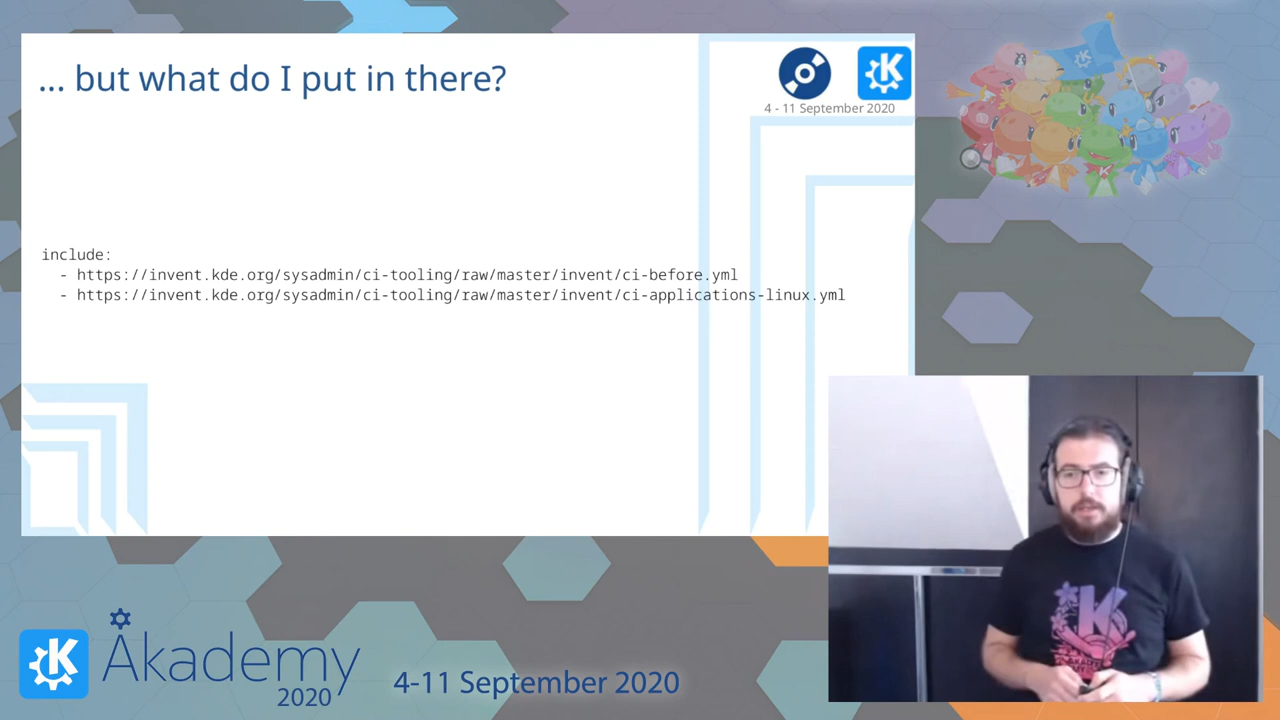 ... but what do I put in there?
4 - 11 September 2020
include:
- https://invent.kde.org/sysadmin/ci-tooling/raw/master/invent/ci-before.yml
- https://invent.kde.org/sysadmin/ci-tooling/raw/master/invent/ci-applications-linux.yml
Akademy
2020
4-11 September 2020